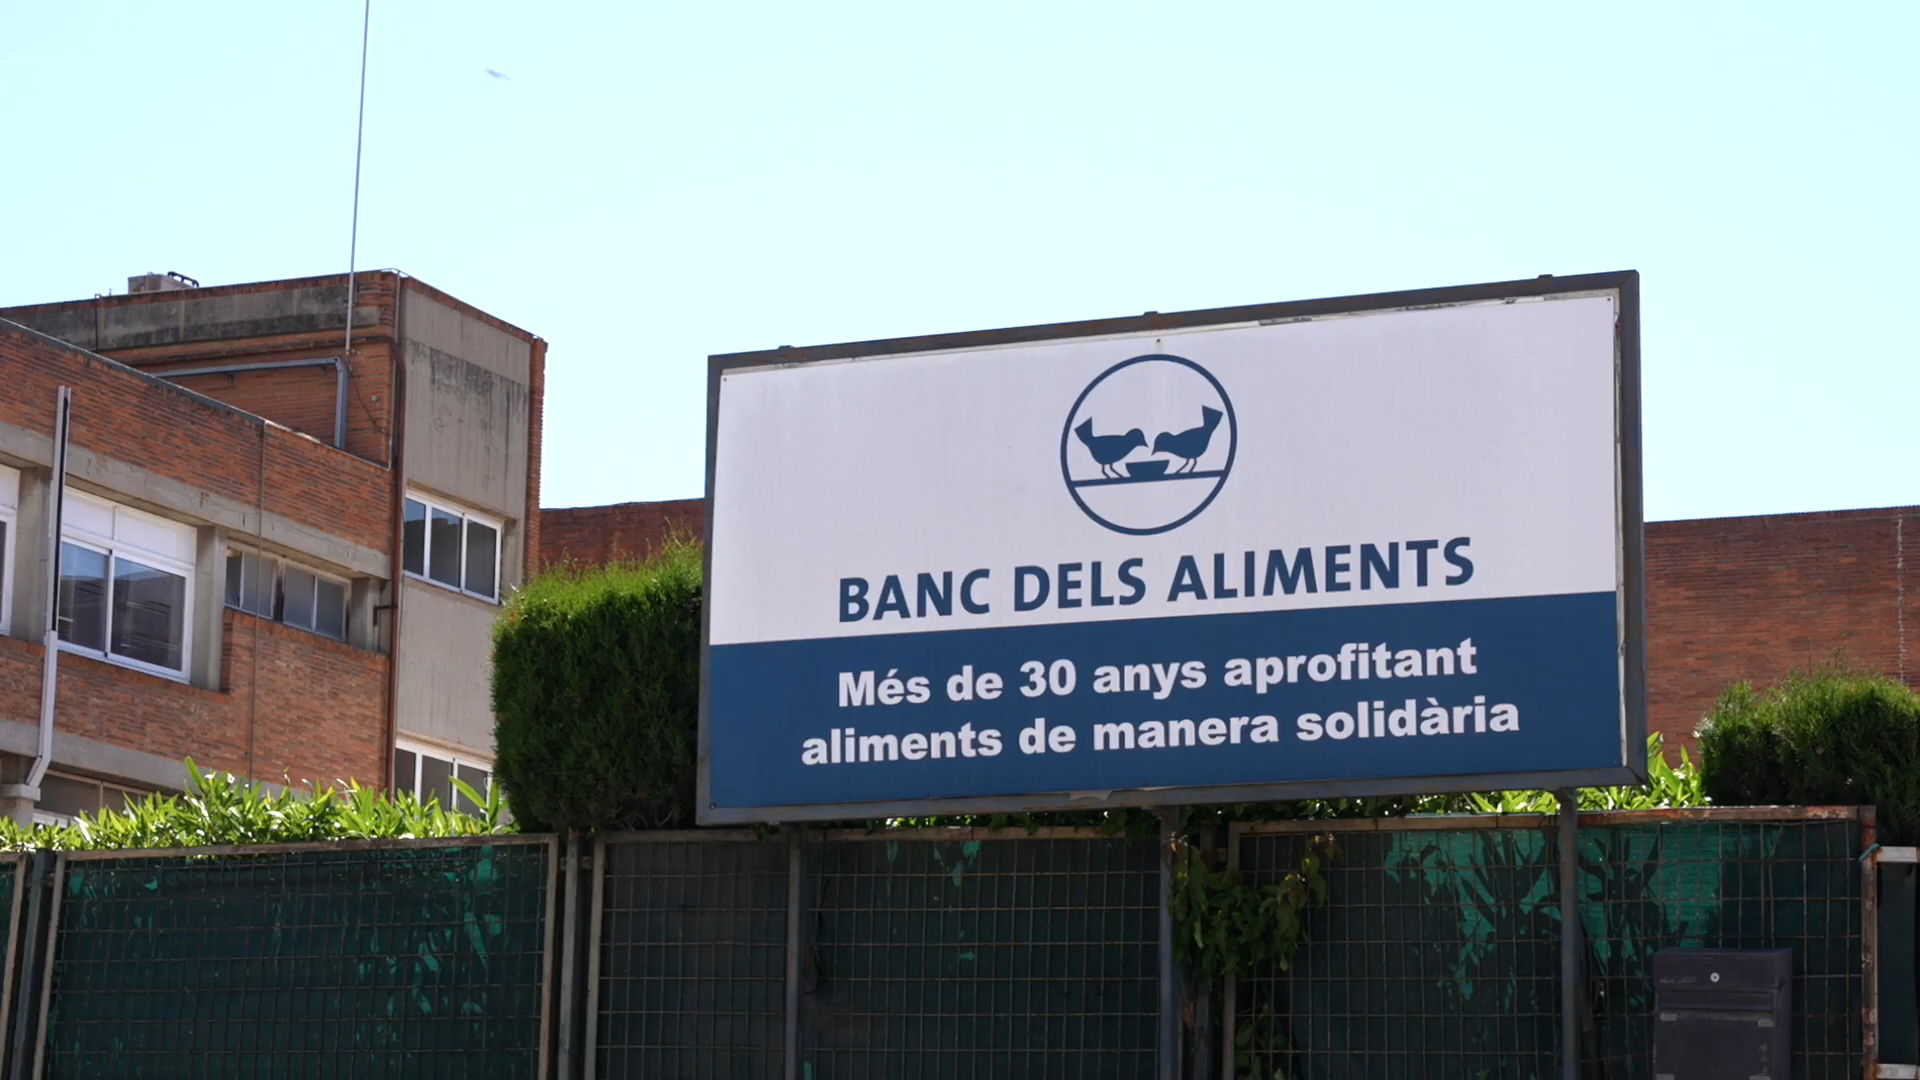 BANC DELS ALIMENTS
Més de 30 anys aprofitant
aliments de manera solidària